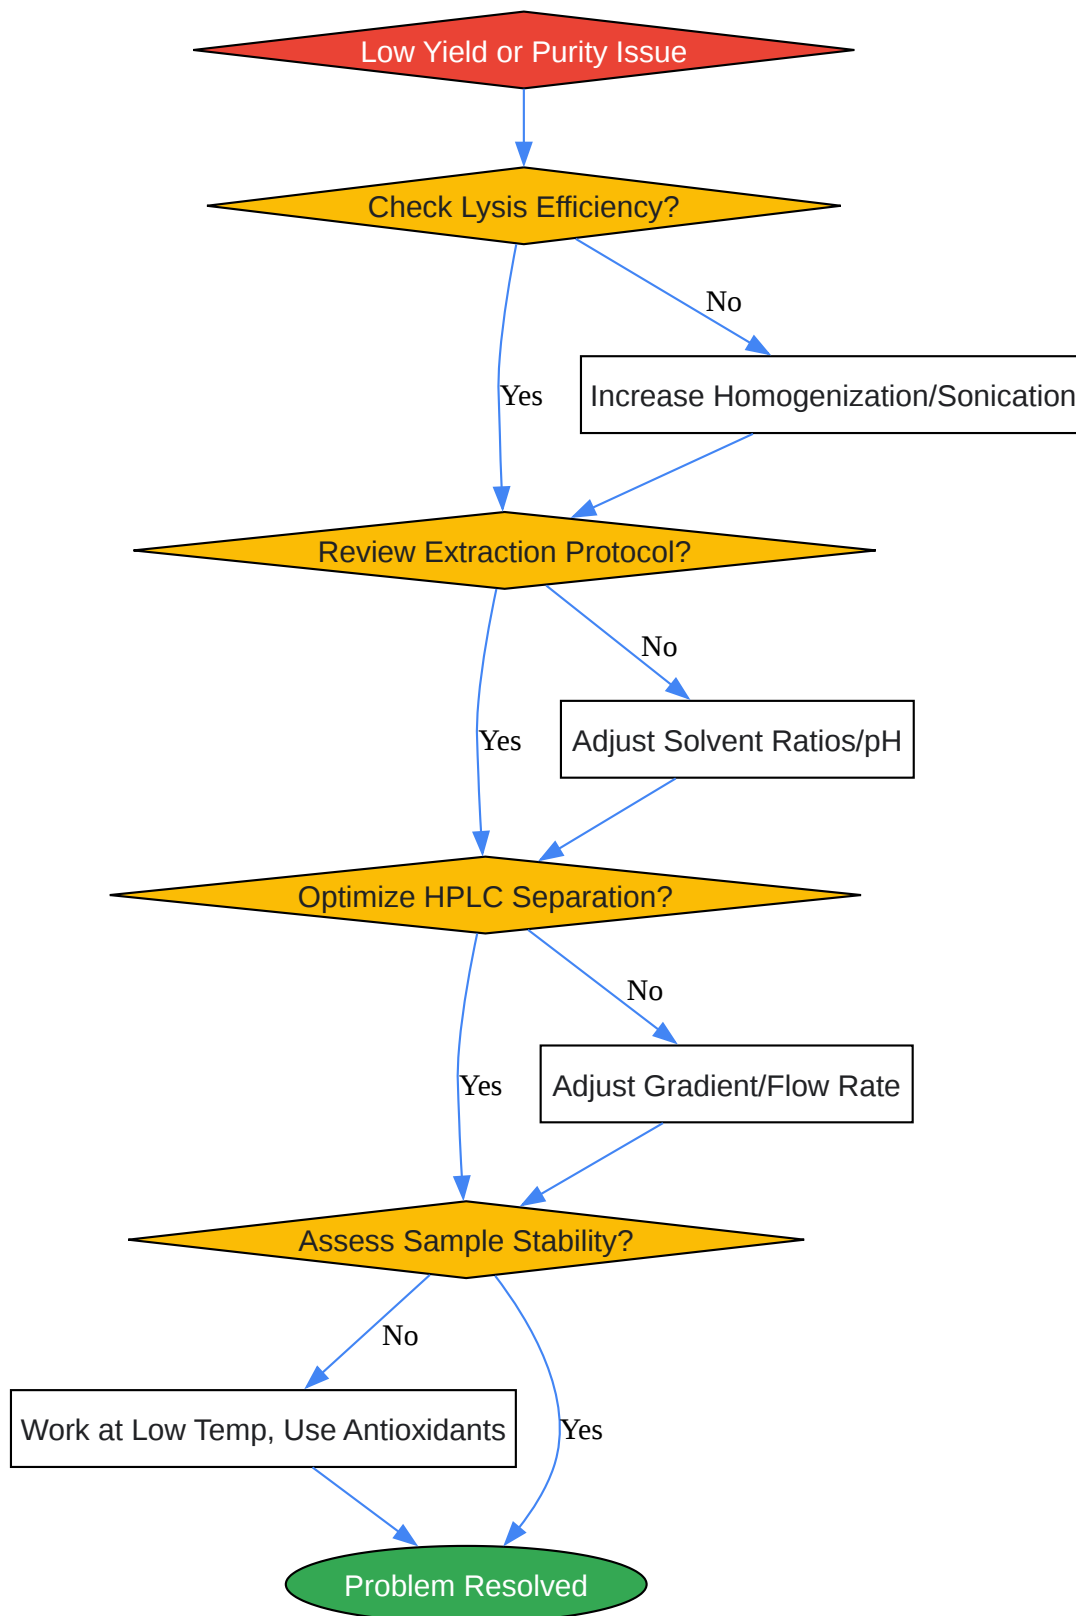 Low Yield or Purity Issue
Check Lysis Efficiency?
No
Yes
Increase Homogenization/Sonication
Review Extraction Protocol?
No
Yes
Adjust Solvent Ratios/pH
Optimize HPLC Separation?
No
Yes
Adjust Gradient/Flow Rate
Assess Sample Stability?
No
Work at Low Temp, Use Antioxidants
Yes
Problem Resolved